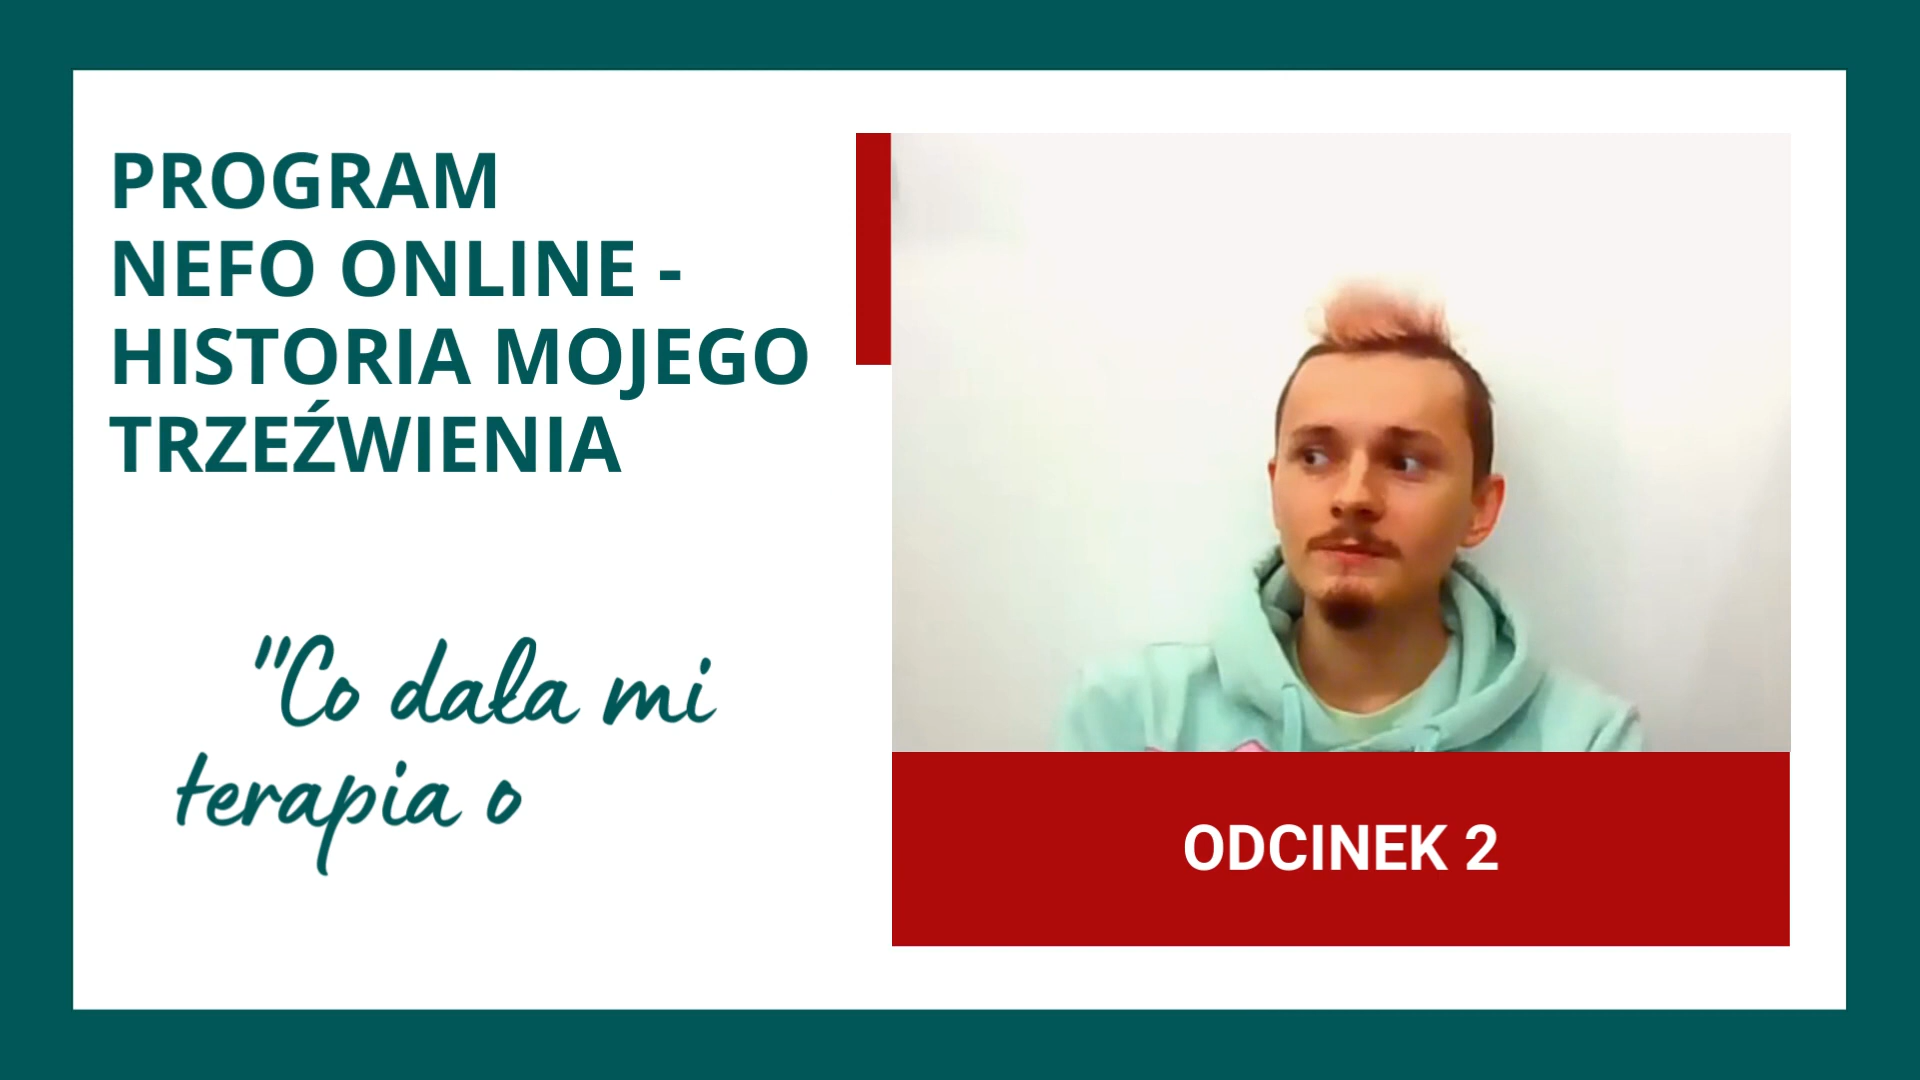 PROGRAM
NEFO ONLINE -
HISTORIA MOJEGO
TRZEŹWIENIA
"Co dała mi
terapia o
ODCINEK 2